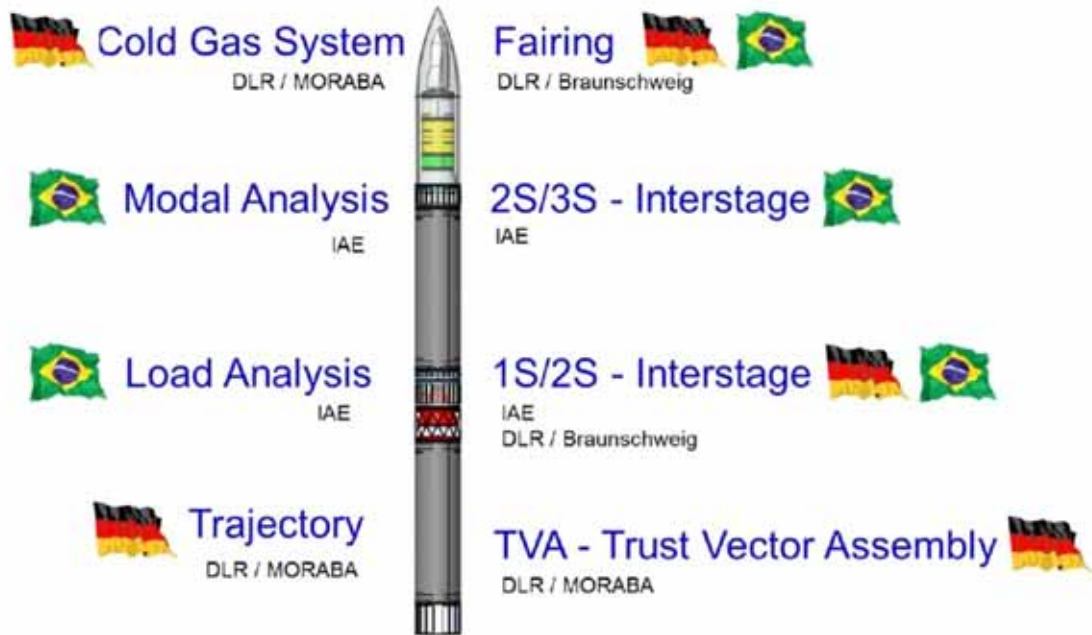 Cold Gas System
DLR / MORABA
Fairing
DLR / Braunschweig
Modal Analysis
IAE
2S/3S - Interstage
IAE
Load Analysis
IAE
1S/2S - Interstage
IAE
DLR / Braunschweig
Trajectory
DLR / MORABA
TVA - Trust Vector Assembly
DLR / MORABA